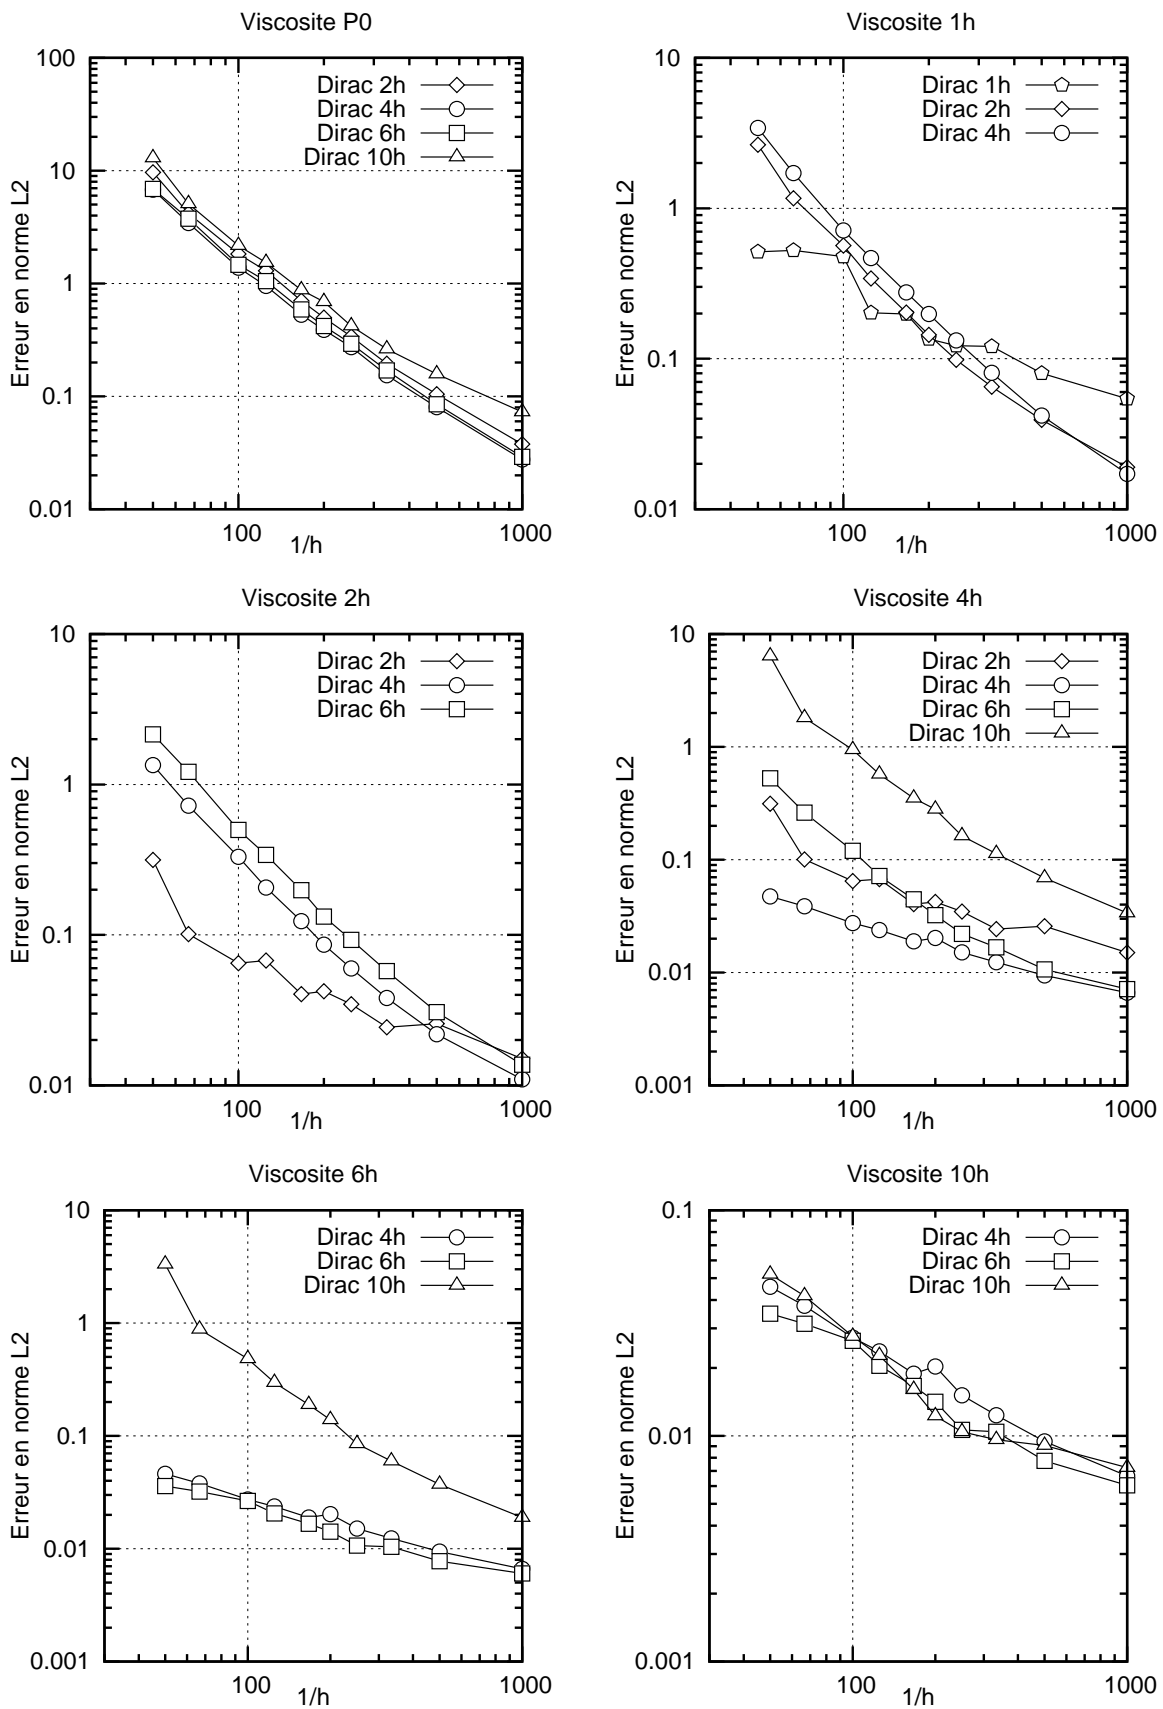 Viscosite P0
100
10
1
0.1
0.01
Erreur en norme L2
Dirac 2h
Dirac 4h
Dirac 6h
Dirac 10h
100
1000
1/h
Viscosite 1h
10
1
0.1
0.01
Erreur en norme L2
Dirac 1h
Dirac 2h
Dirac 4h
100
1000
1/h
Viscosite 2h
10
1
0.1
0.01
Erreur en norme L2
Dirac 2h
Dirac 4h
Dirac 6h
100
1000
1/h
Viscosite 4h
10
1
0.1
0.01
0.001
Erreur en norme L2
Dirac 2h
Dirac 4h
Dirac 6h
Dirac 10h
100
1000
1/h
Viscosite 6h
10
1
0.1
0.01
0.001
Erreur en norme L2
Dirac 4h
Dirac 6h
Dirac 10h
100
1000
1/h
Viscosite 10h
0.1
0.01
0.001
Erreur en norme L2
Dirac 4h
Dirac 6h
Dirac 10h
100
1000
1/h